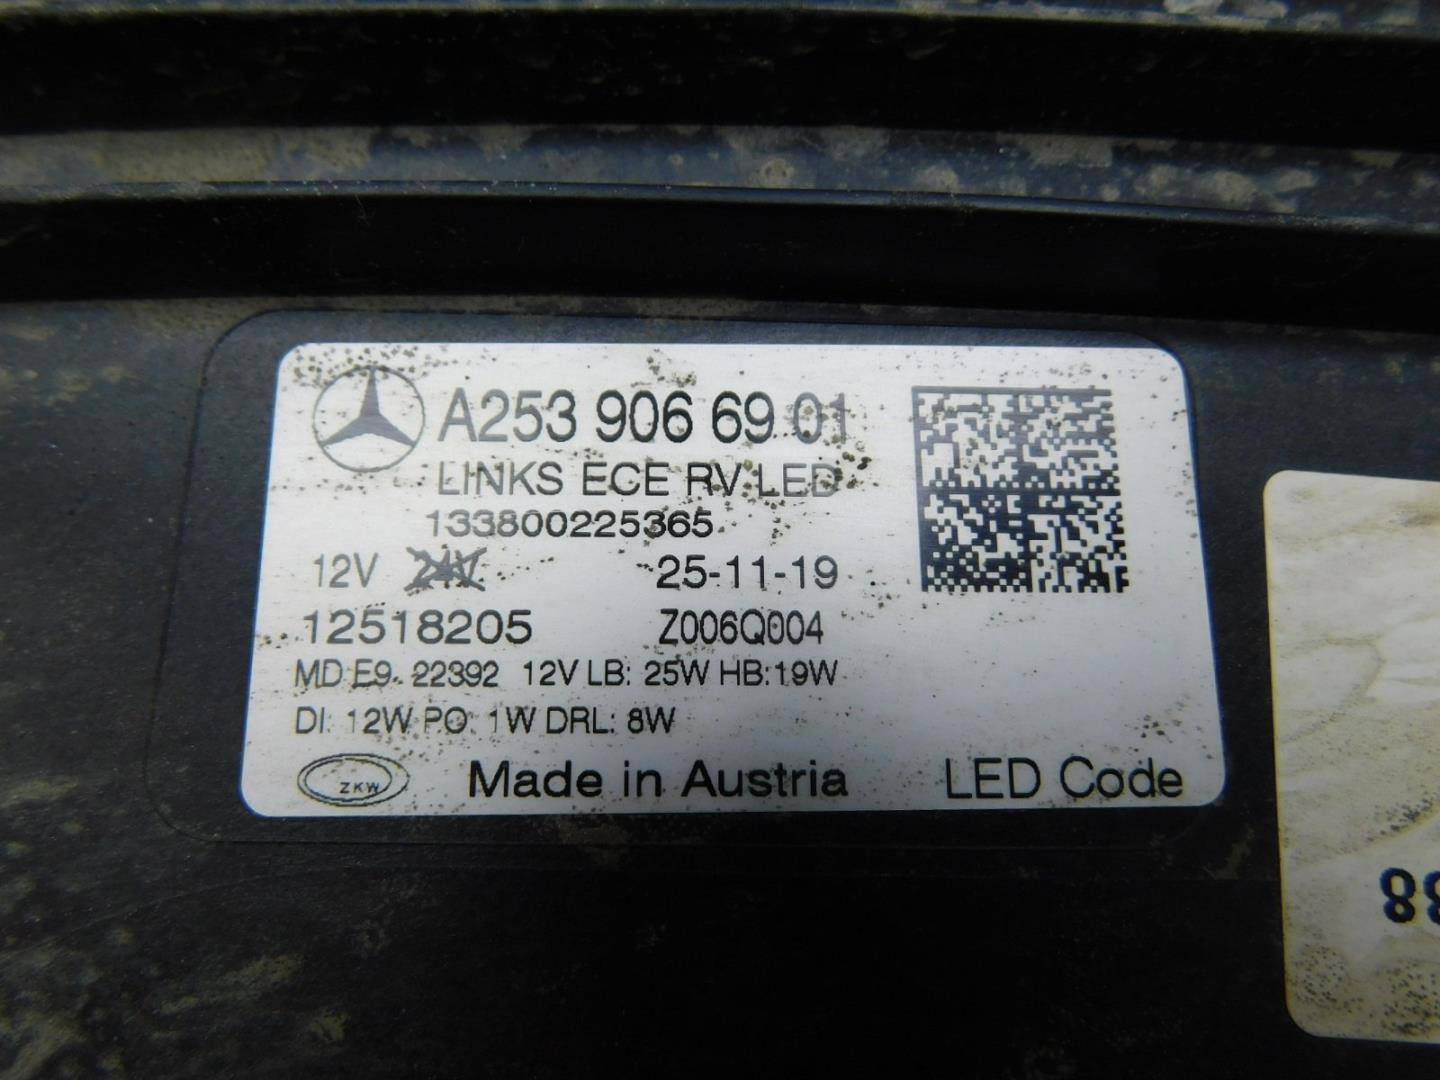 A253 906 69 01
LINKS ECE RV LED
133800225365
12V 24V 25-11-19
12518205 Z006Q004
MD E9. 22392 12V LB: 25W HB: 19W
DI: 12W PO: 1W DRL: 8W
ZKW Made in Austria LED Code